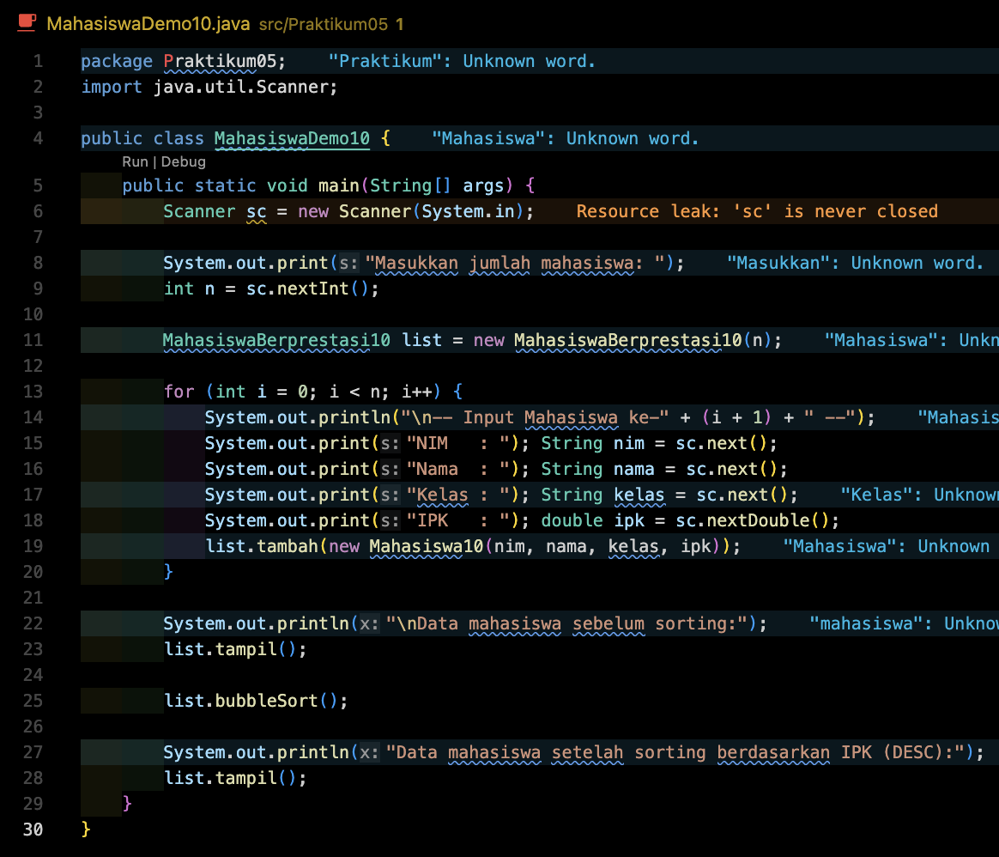 MahasiswaDemo10.java src/Praktikum05 1
1 package Praktikum05; "Praktikum": Unknown word.
2 import java.util.Scanner;
3
4 public class MahasiswaDemo10 { "Mahasiswa": Unknown word.
Run | Debug
5 public static void main(String[] args) {
6 Scanner sc = new Scanner(System.in); Resource leak: 'sc' is never closed
7
8 System.out.print(s: "Masukkan jumlah mahasiswa: "); "Masukkan": Unknown word.
9 int n = sc.nextInt();
10
11 MahasiswaBerprestasi10 list = new MahasiswaBerprestasi10(n); "Mahasiswa": Unkn
12
13 for (int i = 0; i < n; i++) {
14 System.out.println("\n-- Input Mahasiswa ke-" + (i + 1) + " --"); "Mahasis
15 System.out.print(s: "NIM   : "); String nim = sc.next();
16 System.out.print(s: "Nama  : "); String nama = sc.next();
17 System.out.print(s: "Kelas : "); String kelas = sc.next(); "Kelas": Unknown
18 System.out.print(s: "IPK   : "); double ipk = sc.nextDouble();
19 list.tambah(new Mahasiswa10(nim, nama, kelas, ipk)); "Mahasiswa": Unknown
20 }
21
22 System.out.println(x: "\nData mahasiswa sebelum sorting:"); "mahasiswa": Unknow
23 list.tampil();
24
25 list.bubbleSort();
26
27 System.out.println(x: "Data mahasiswa setelah sorting berdasarkan IPK (DESC):");
28 list.tampil();
29 }
30 }